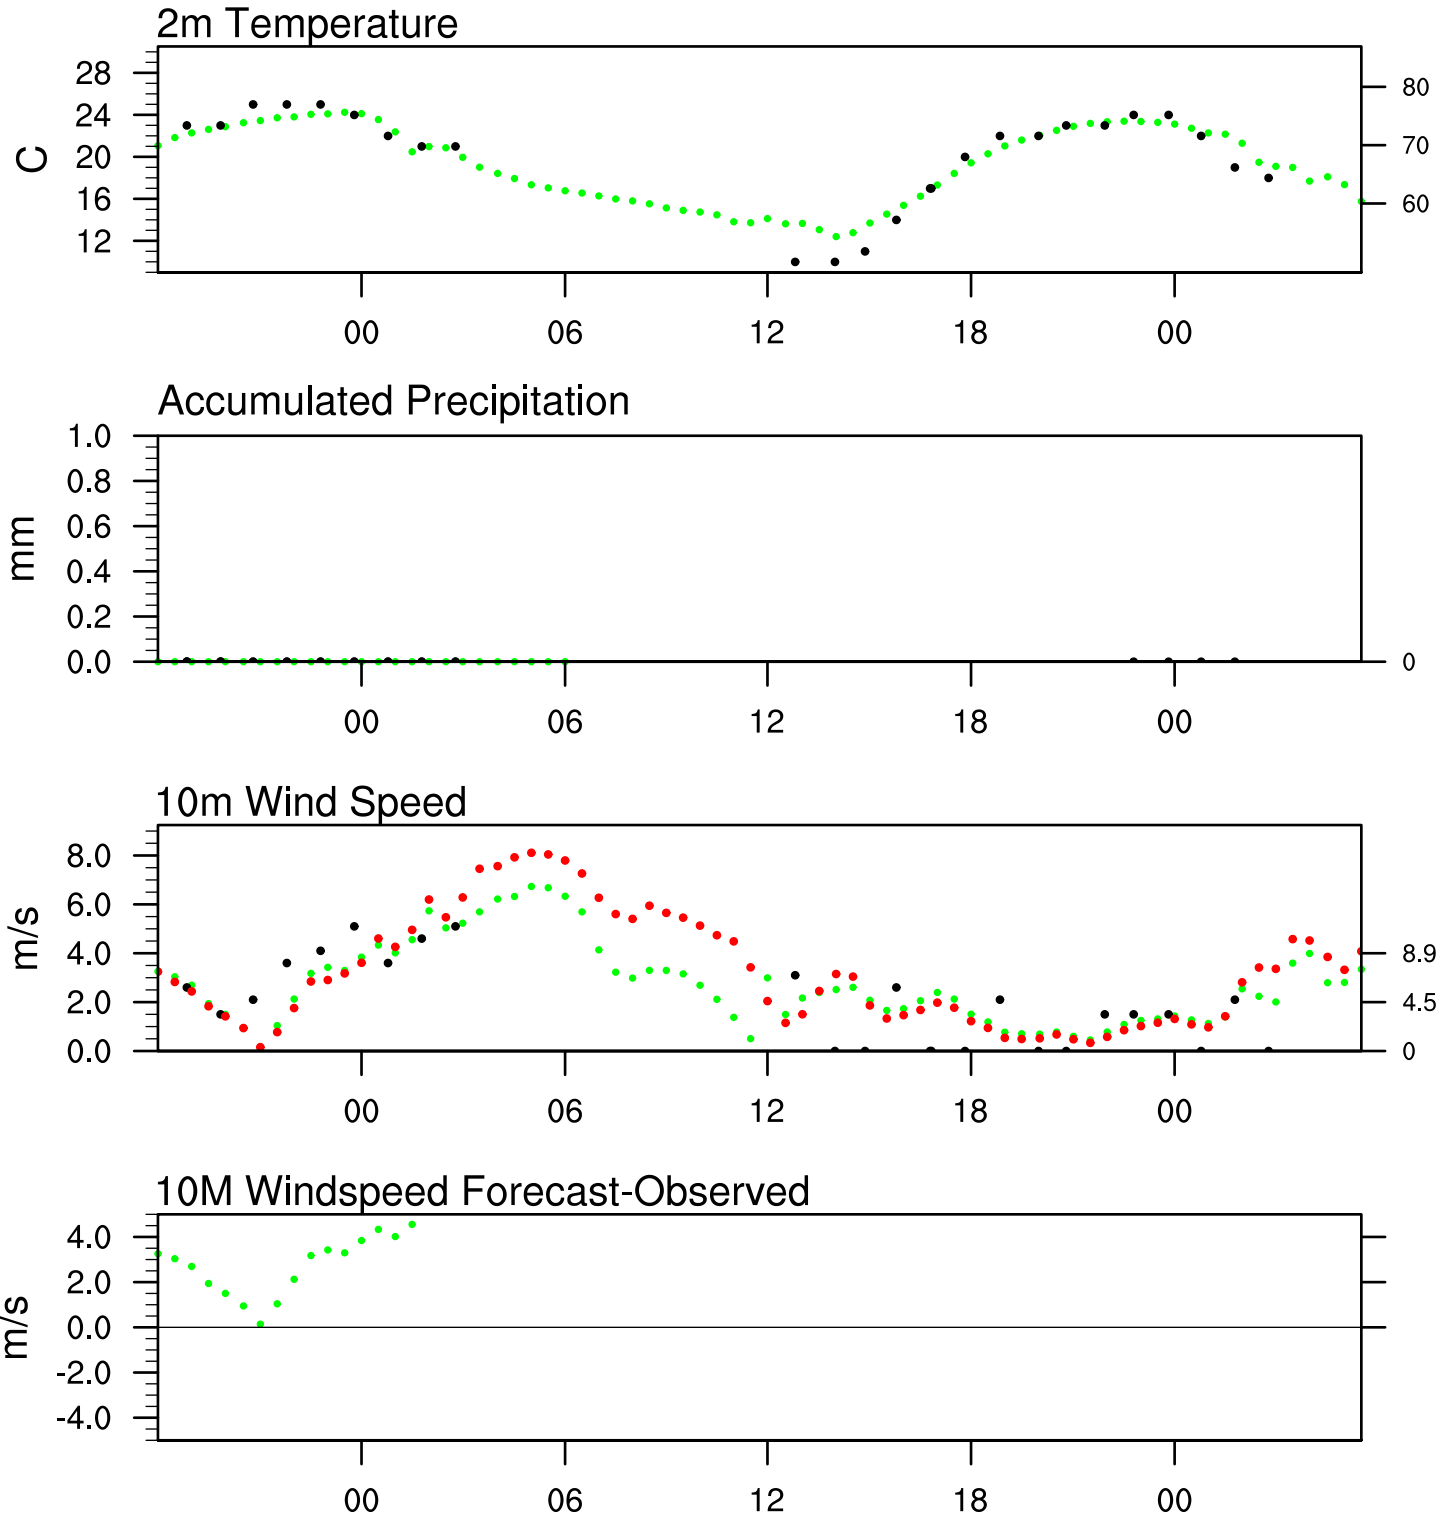 2m Temperature
28
24
20
16
12
C
80
70
60
00 06 12 18 00
Accumulated Precipitation
1.0
0.8
0.6
0.4
0.2
0.0
mm
0
00 06 12 18 00
10m Wind Speed
8.0
6.0
4.0
2.0
0.0
m/s
8.9
4.5
0
00 06 12 18 00
10M Windspeed Forecast-Observed
4.0
2.0
0.0
-2.0
-4.0
m/s
00 06 12 18 00